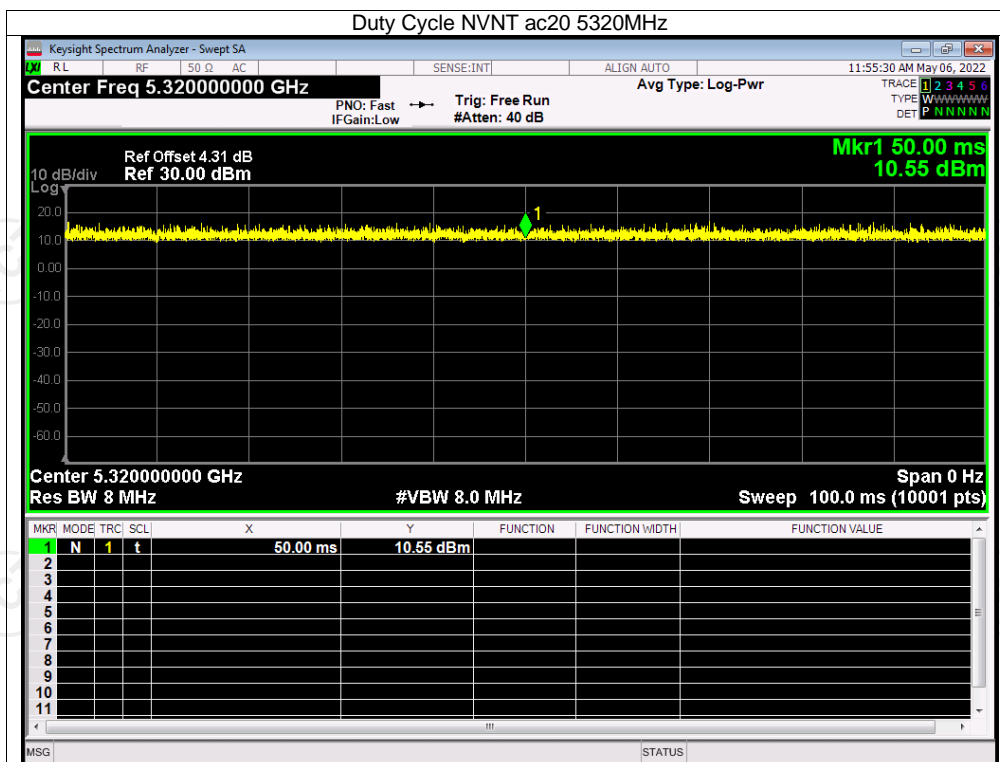 Duty Cycle NVNT ac20 5320MHz
Keysight Spectrum Analyzer - Swept SA
LXI RL RF 50 Ω AC SENSE:INT ALIGN AUTO 11:55:30 AM May 06, 2022
Center Freq 5.320000000 GHz Avg Type: Log-Pwr TRACE 1 2 3 4 5 6
PNO: Fast Trig: Free Run TYPE WWWWWW
IFGain:Low #Atten: 40 dB DET P N N N N N
Mkr1 50.00 ms
10.55 dBm
Ref Offset 4.31 dB
10 dB/div Ref 30.00 dBm
Log
20.0
1
10.0
0.00
-10.0
-20.0
-30.0
-40.0
-50.0
-60.0
Center 5.320000000 GHz Span 0 Hz
Res BW 8 MHz #VBW 8.0 MHz Sweep 100.0 ms (10001 pts)
MKR MODE TRC SCL X Y FUNCTION FUNCTION WIDTH FUNCTION VALUE
1 N 1 t 50.00 ms 10.55 dBm
2
3
4
5
6
7
8
9
10
11
MSG STATUS